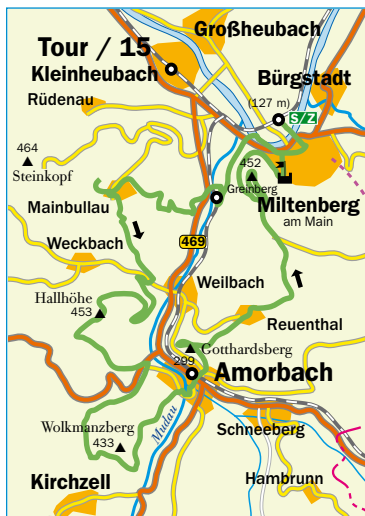 Großheubach
Tour / 15
Kleinheubach
Bürgstadt
(127 m)
S/Z
Rüdenau
464
Steinkopf
452
Greinberg
Miltenberg
am Main
Mainbullau
Weckbach
469
Weilbach
Hallhöhe
453
Reuenthal
Gotthardsberg
299
Amorbach
Mudau
Wolkmanzberg
433
Schneeberg
Hambrunn
Kirchzell